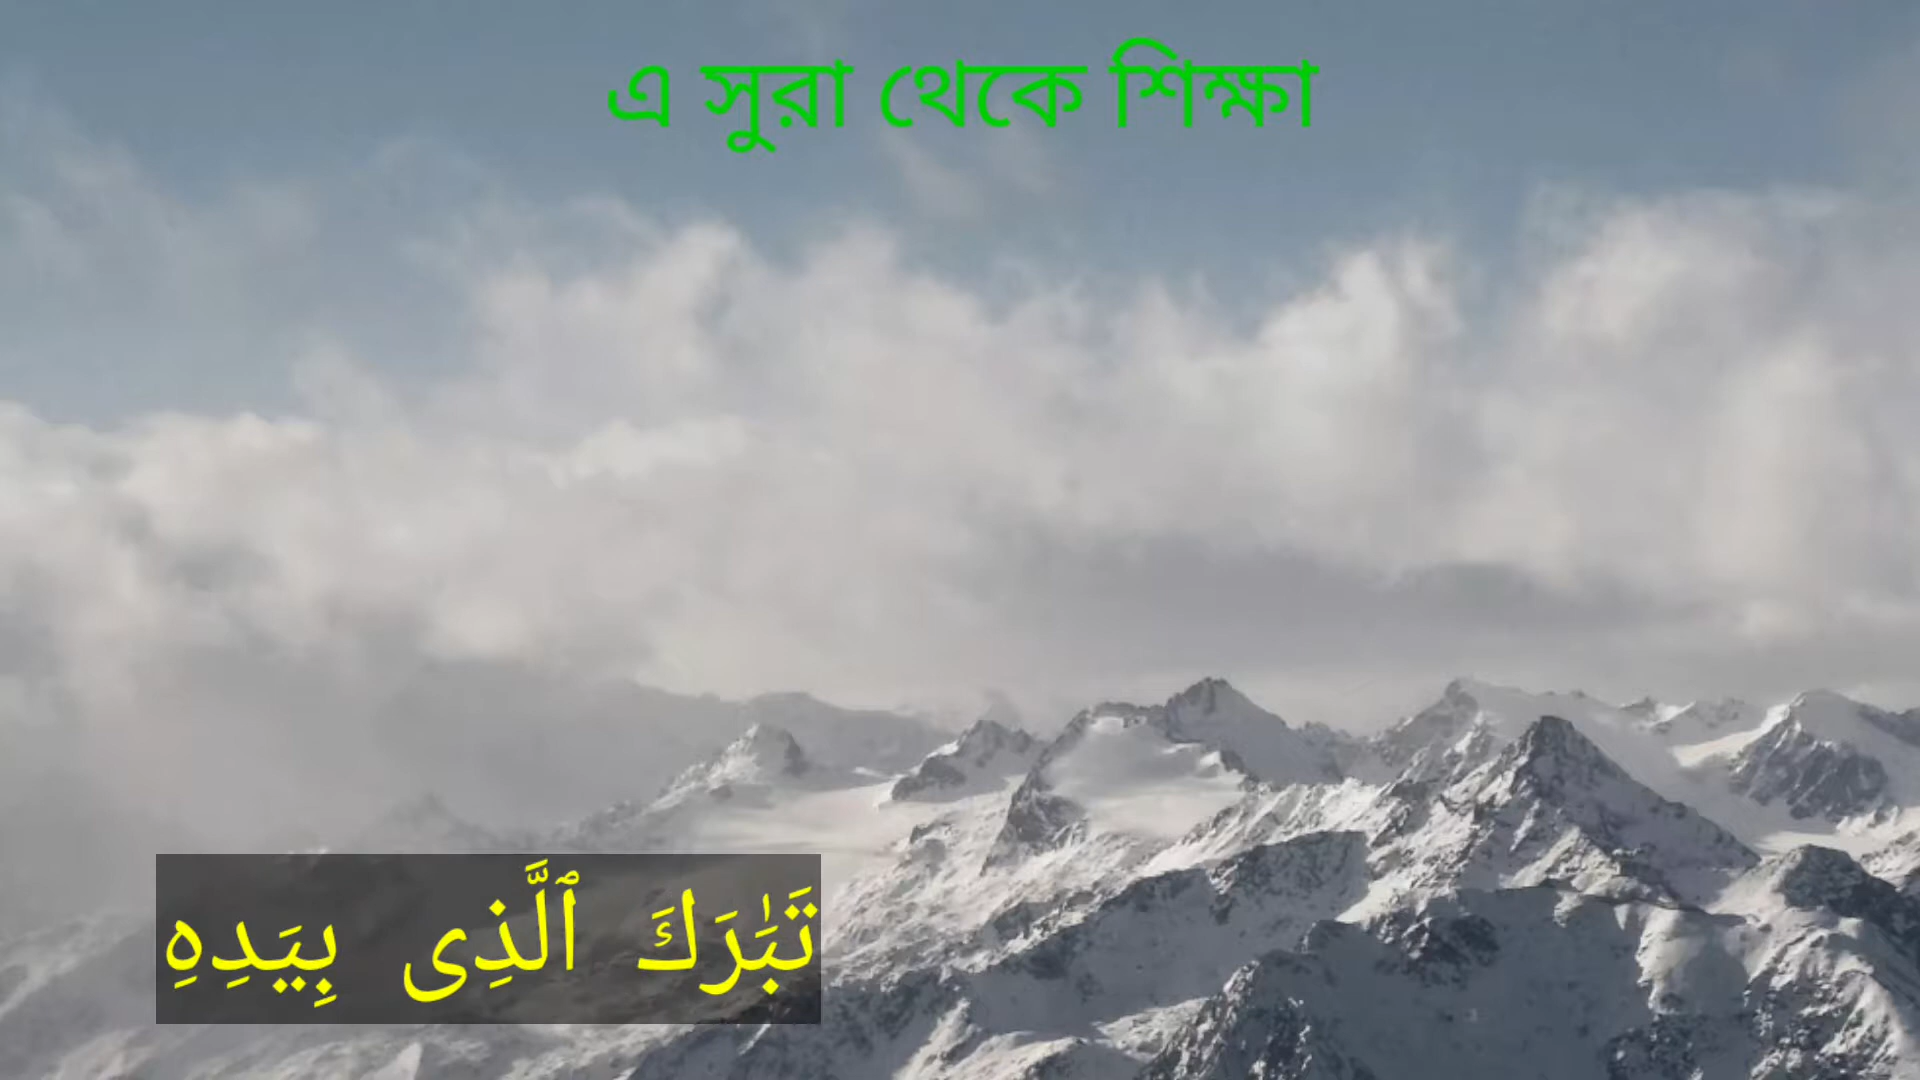 এ সুরা থেকে শিক্ষা
تَبَٰرَكَ ٱلَّذِى بِيَدِهِ